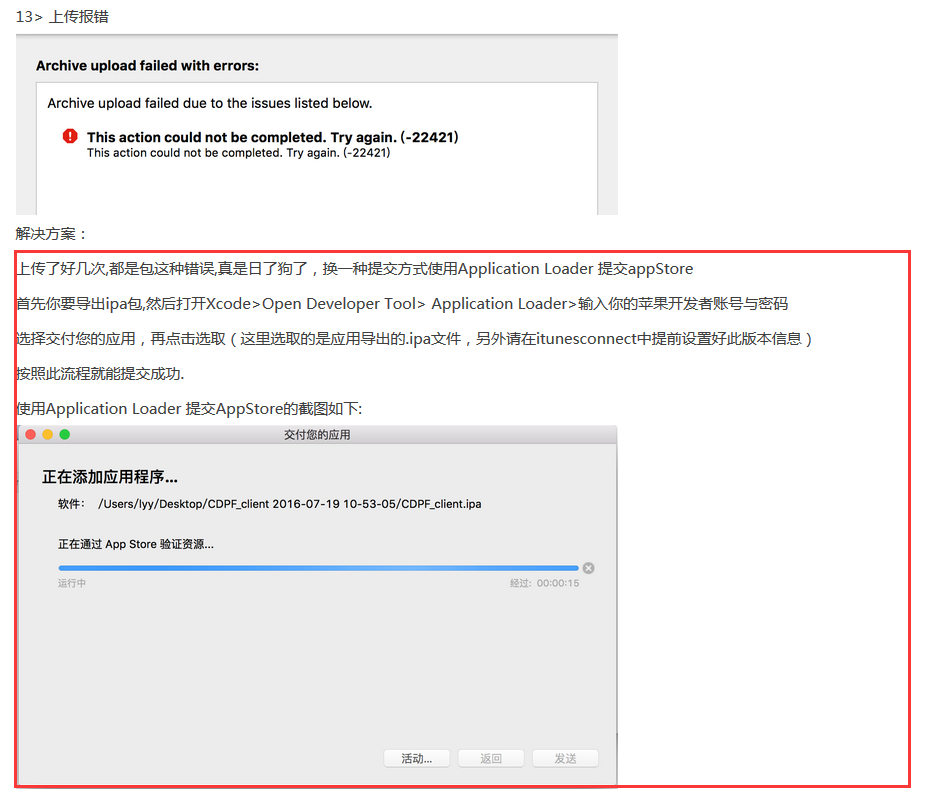 13> 上传报错
Archive upload failed with errors:
Archive upload failed due to the issues listed below.
This action could not be completed. Try again. (-22421)
This action could not be completed. Try again. (-22421)
解决方案：
上传了好几次,都是包这种错误,真是日了狗了，换一种提交方式使用Application Loader 提交appStore
首先你要导出ipa包,然后打开Xcode>Open Developer Tool> Application Loader>输入你的苹果开发者账号与密码
选择交付您的应用，再点击选取（这里选取的是应用导出的.ipa文件，另外请在itunesconnect中提前设置好此版本信息）
按照此流程就能提交成功.
使用Application Loader 提交AppStore的截图如下:
交付您的应用
正在添加应用程序...
软件： /Users/lyy/Desktop/CDPF_client 2016-07-19 10-53-05/CDPF_client.ipa
正在通过 App Store 验证资源...
运行中 经过: 00:00:15
活动... 返回 发送